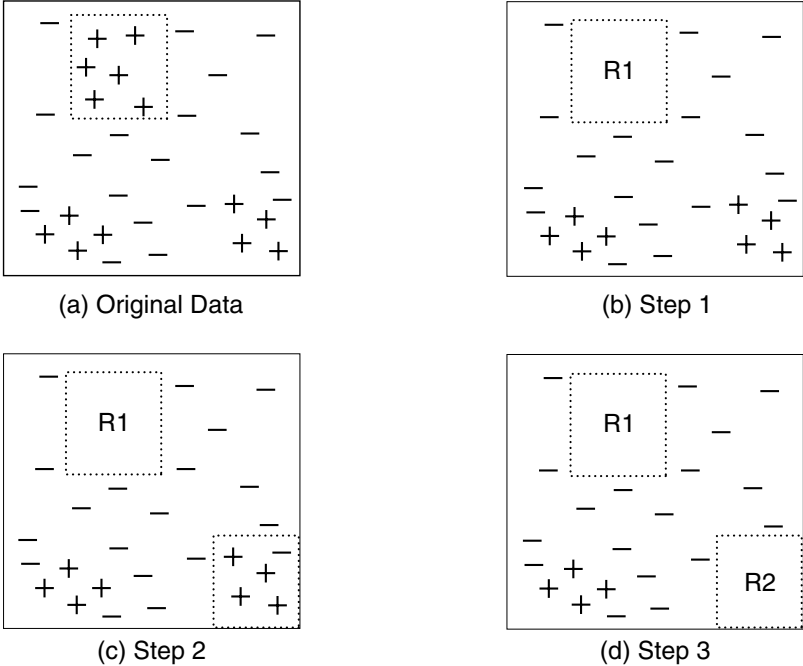 R1
(a) Original Data
(b) Step 1
R1
(c) Step 2
R1
R2
(d) Step 3